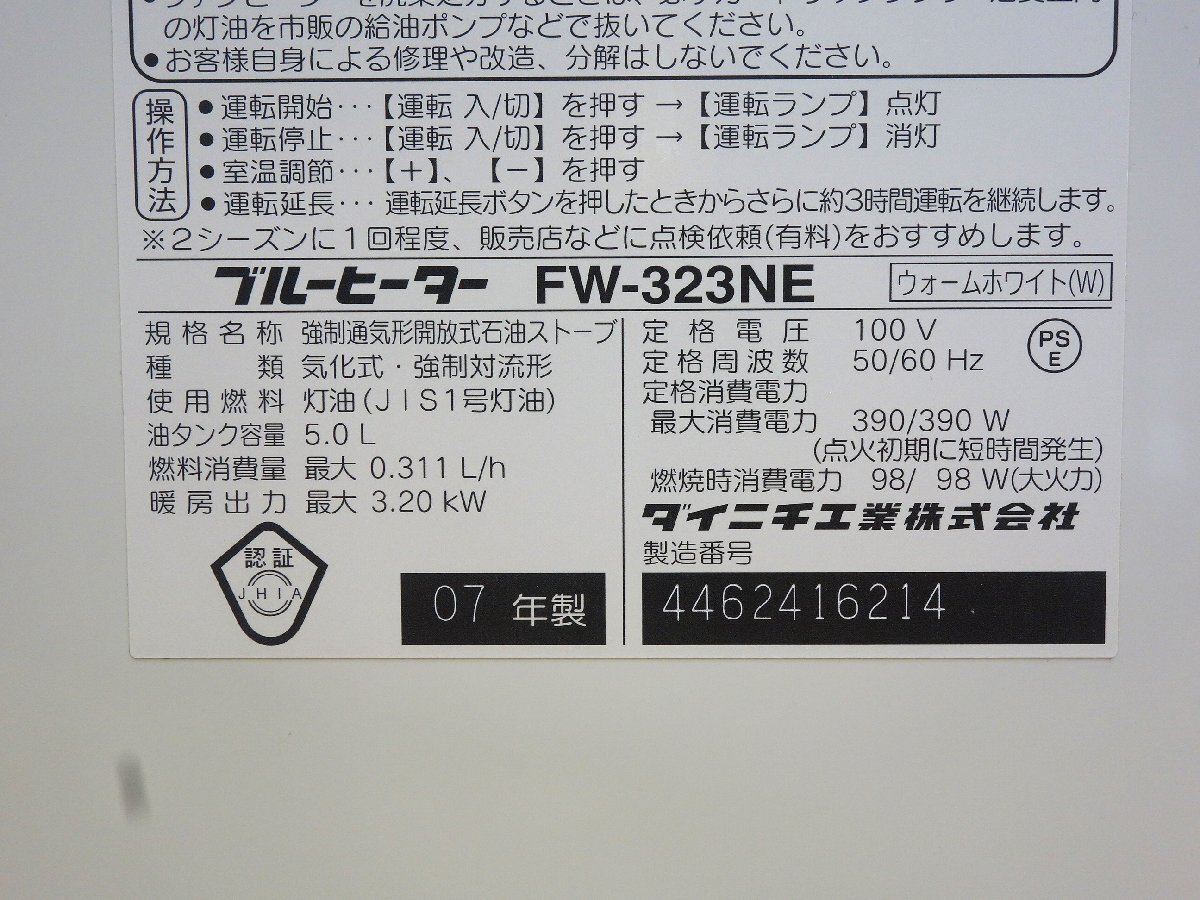 の灯油を市販の給油ポンプなどで抜いてください。
●お客様自身による修理や改造、分解はしないでください。
操作方法
●運転開始･･･【運転 入/切】を押す→【運転ランプ】点灯
●運転停止･･･【運転 入/切】を押す→【運転ランプ】消灯
●室温調節･･･【＋】、【－】を押す
●運転延長･･･運転延長ボタンを押したときからさらに約3時間運転を継続します。
※2シーズンに1回程度、販売店などに点検依頼(有料)をおすすめします。
ブルーヒーター FW-323NE ウォームホワイト(W)
規格名称 強制通気形開放式石油ストーブ
種類 気化式・強制対流形
使用燃料 灯油(JIS1号灯油)
油タンク容量 5.0 L
燃料消費量 最大 0.311 L/h
暖房出力 最大 3.20 kW
認証
JHIA
07 年製
定格電圧 100 V
定格周波数 50/60 Hz
PS
E
定格消費電力
最大消費電力 390/390 W
(点火初期に短時間発生)
燃焼時消費電力 98/ 98 W(大火力)
ダイニチ工業株式会社
製造番号
4462416214